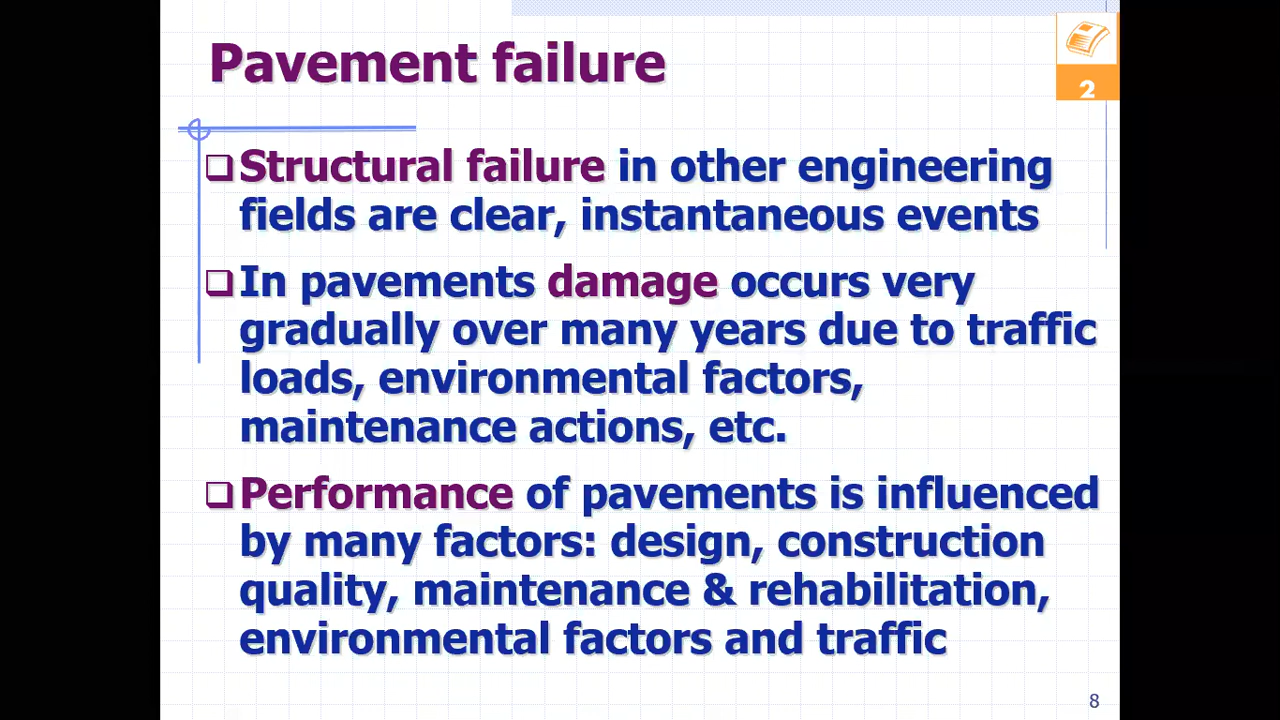 Pavement failure
2
Structural failure in other engineering
fields are clear, instantaneous events
In pavements damage occurs very
gradually over many years due to traffic
loads, environmental factors,
maintenance actions, etc.
Performance of pavements is influenced
by many factors: design, construction
quality, maintenance & rehabilitation,
environmental factors and traffic
8